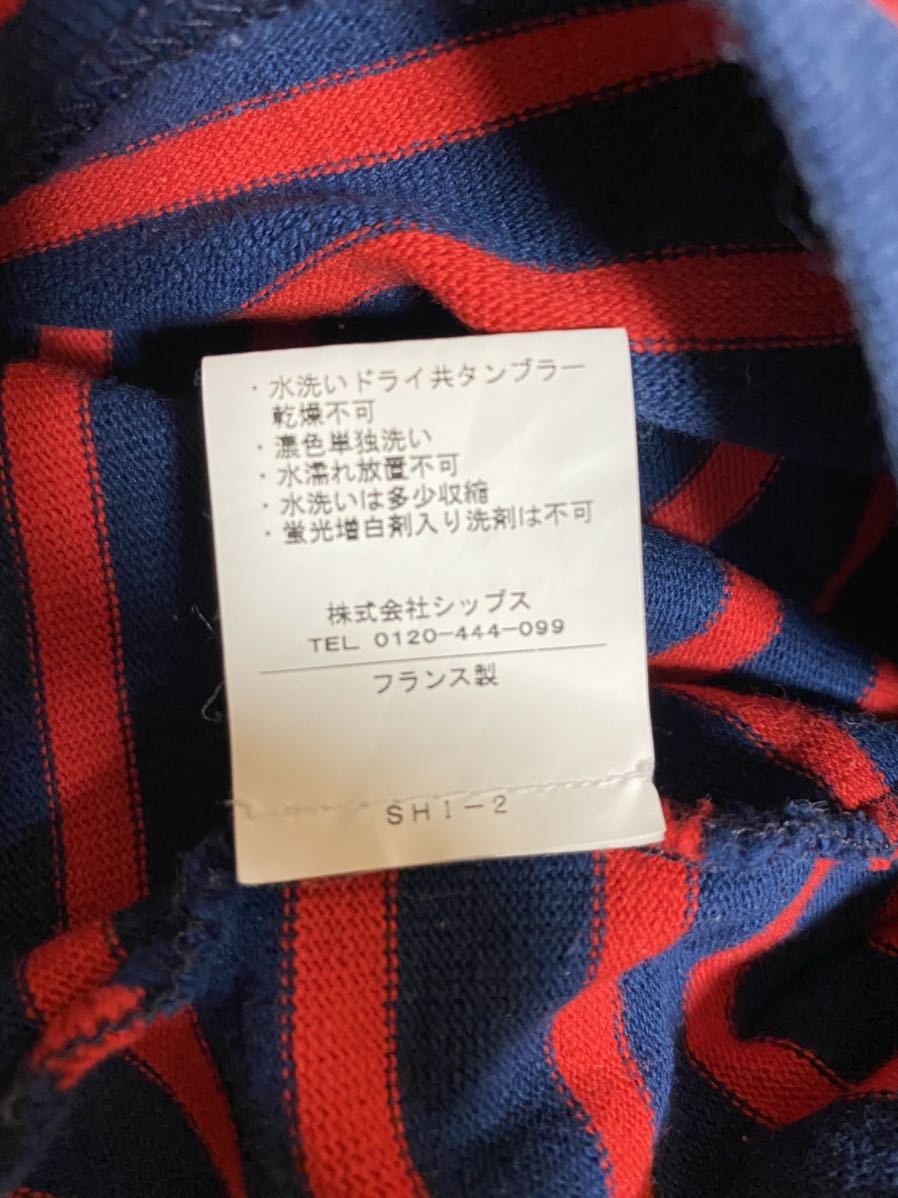 ・水洗いドライ共タンブラー
乾燥不可
・濃色単独洗い
・水濡れ放置不可
・水洗いは多少収縮
・蛍光増白剤入り洗剤は不可
株式会社シップス
TEL 0120-444-099
フランス製
SHI-2